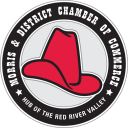 MORRIS & DISTRICT CHAMBER OF COMMERCE
HUB OF THE RED RIVER VALLEY